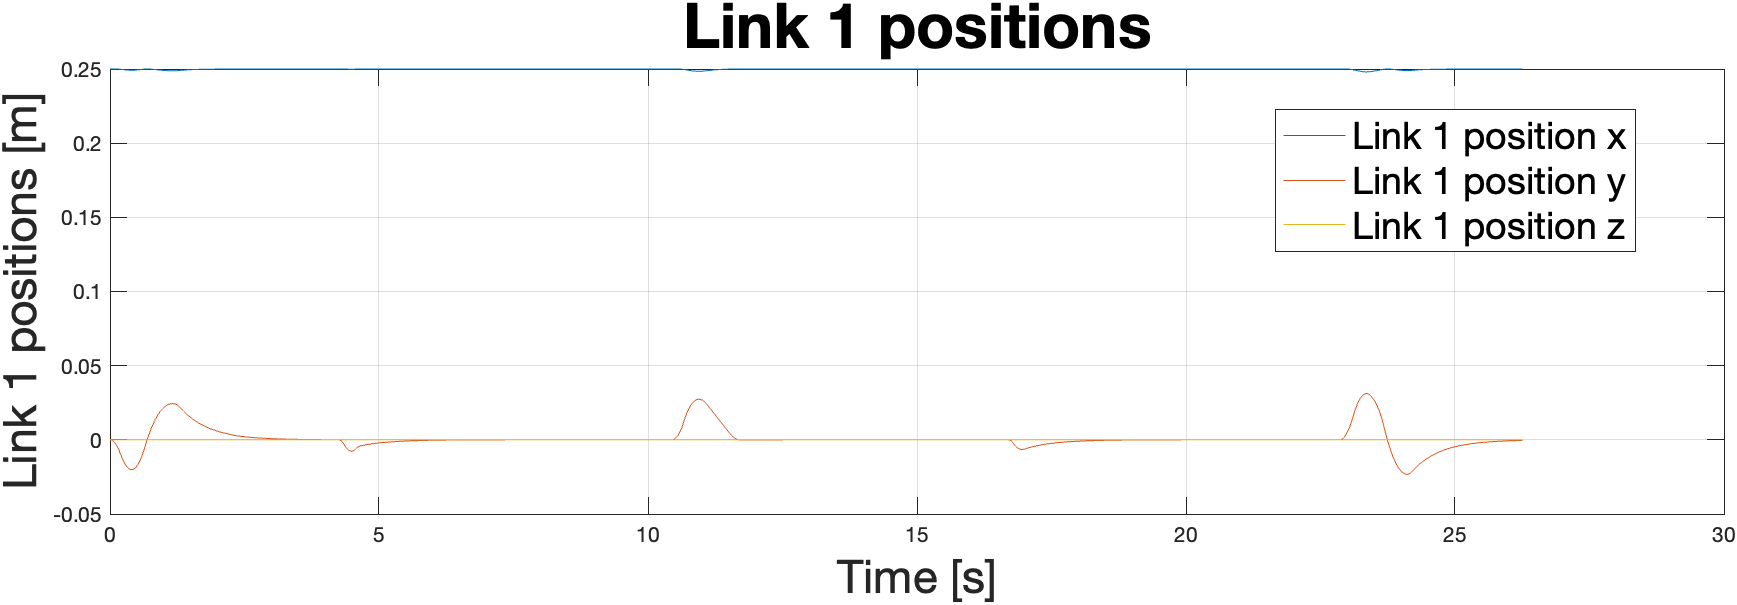 Link 1 positions
Link 1 positions [m]
0.25
0.2
0.15
0.1
0.05
0
-0.05
Link 1 position x
Link 1 position y
Link 1 position z
0 5 10 15 20 25 30
Time [s]